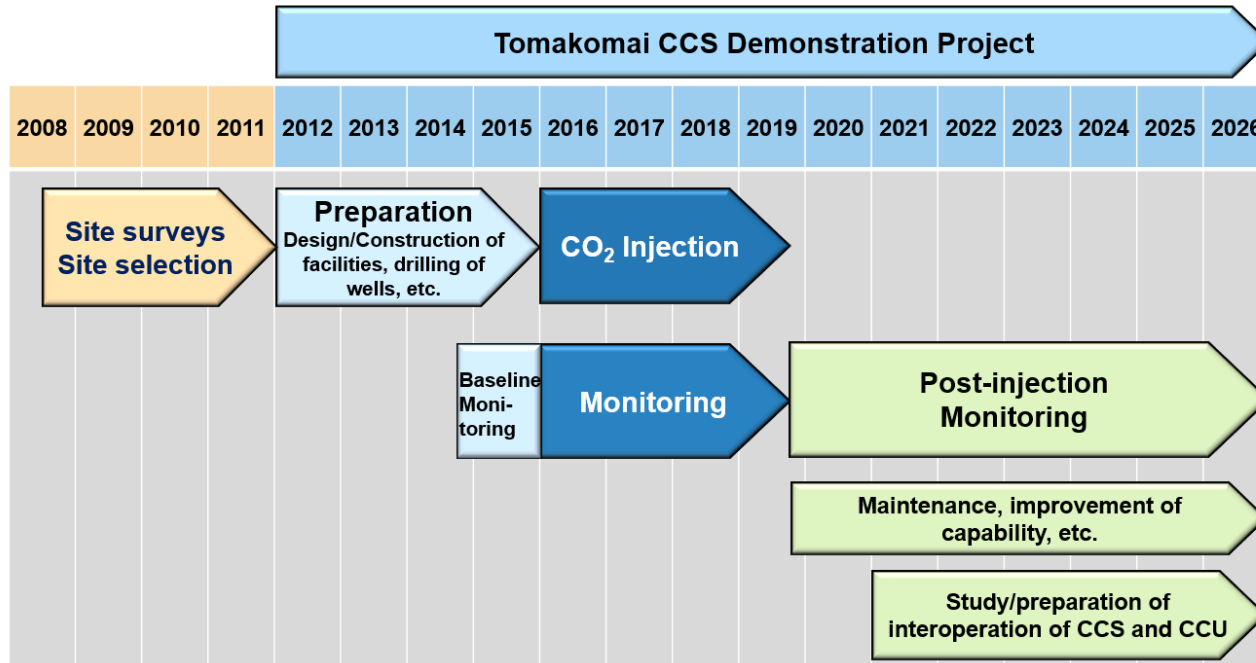 Tomakomai CCS Demonstration Project
2008 2009 2010 2011 2012 2013 2014 2015 2016 2017 2018 2019 2020 2021 2022 2023 2024 2025 2026
Site surveys
Site selection
Preparation
Design/Construction of
facilities, drilling of
wells, etc.
CO₂ Injection
Baseline
Moni-
toring
Monitoring
Post-injection
Monitoring
Maintenance, improvement of
capability, etc.
Study/preparation of
interoperation of CCS and CCU